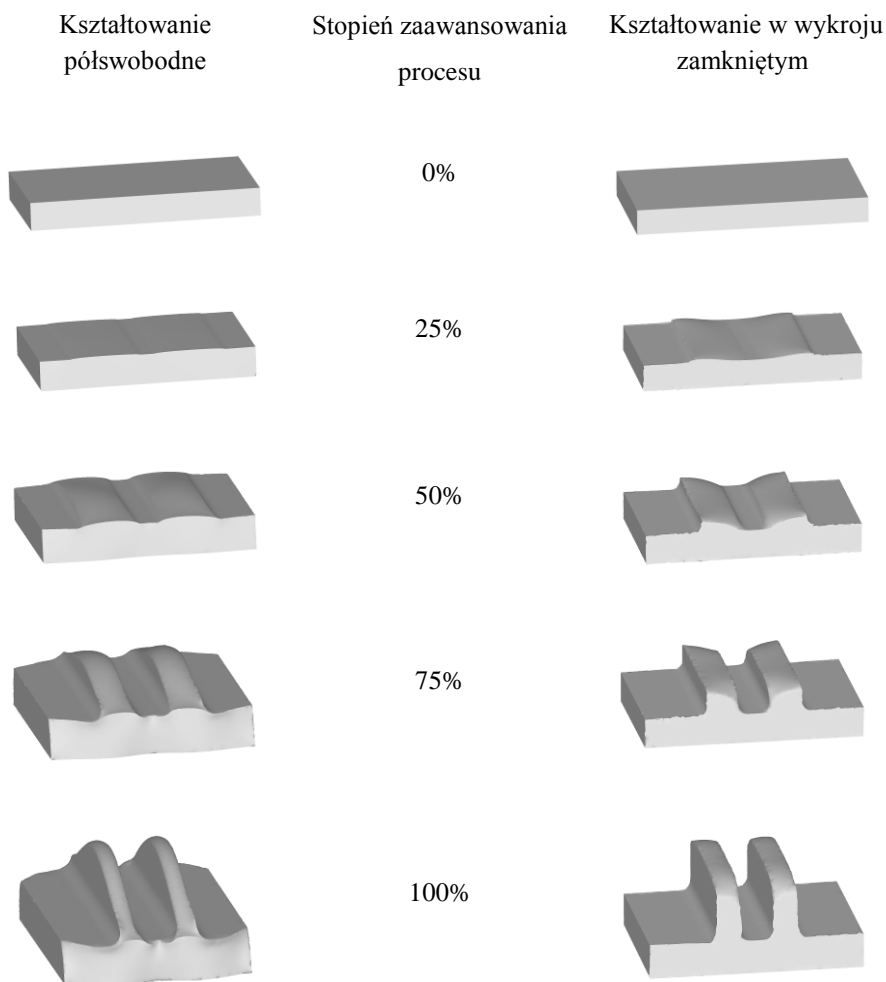 Kształtowanie
półswobodne
Stopień zaawansowania
procesu
Kształtowanie w wykroju
zamkniętym
0%
25%
50%
75%
100%